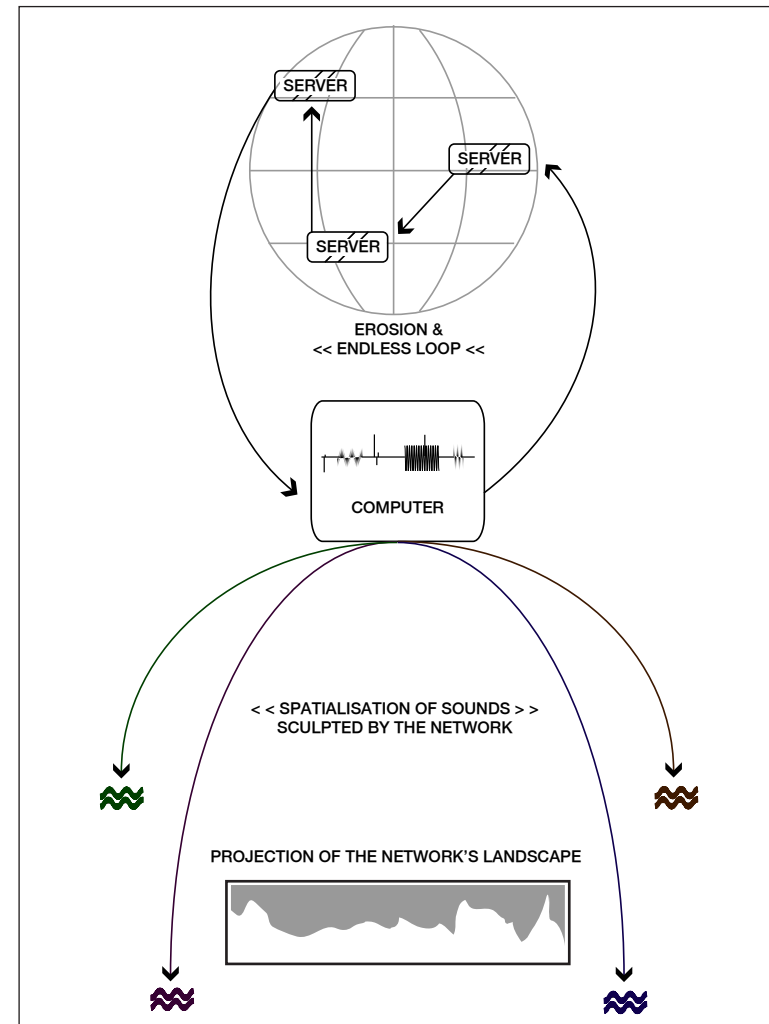 SERVER
SERVER
SERVER
EROSION &
<< ENDLESS LOOP <<
COMPUTER
< < SPATIALISATION OF SOUNDS > >
SCULPTED BY THE NETWORK
PROJECTION OF THE NETWORK'S LANDSCAPE